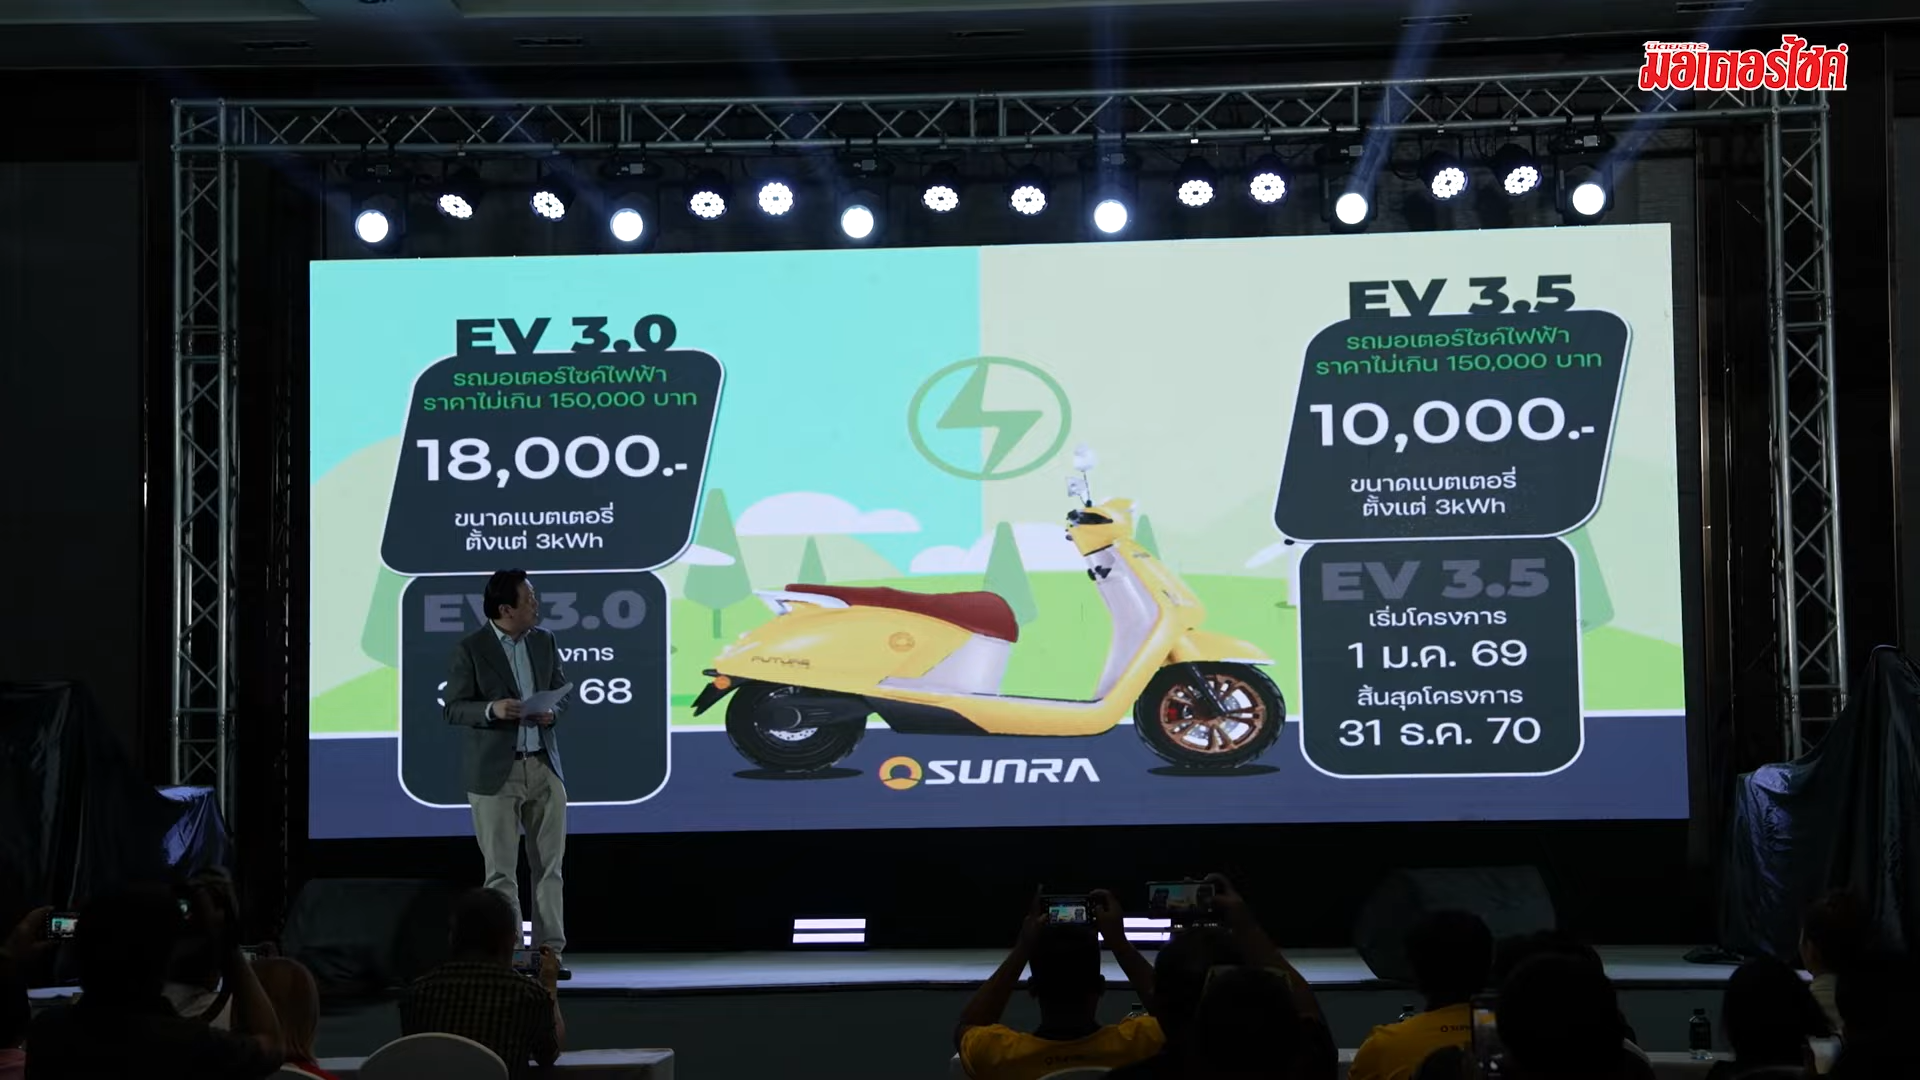 นิตยสาร
มอเตอร์ไซค์
EV 3.0
รถมอเตอร์ไซค์ไฟฟ้า
ราคาไม่เกิน 150,000 บาท
18,000.-
ขนาดแบตเตอรี่
ตั้งแต่ 3kWh
EV 3.0
68
EV 3.5
รถมอเตอร์ไซค์ไฟฟ้า
ราคาไม่เกิน 150,000 บาท
10,000.-
ขนาดแบตเตอรี่
ตั้งแต่ 3kWh
EV 3.5
เริ่มโครงการ
1 ม.ค. 69
สิ้นสุดโครงการ
31 ธ.ค. 70
FUTURE
SUNRA